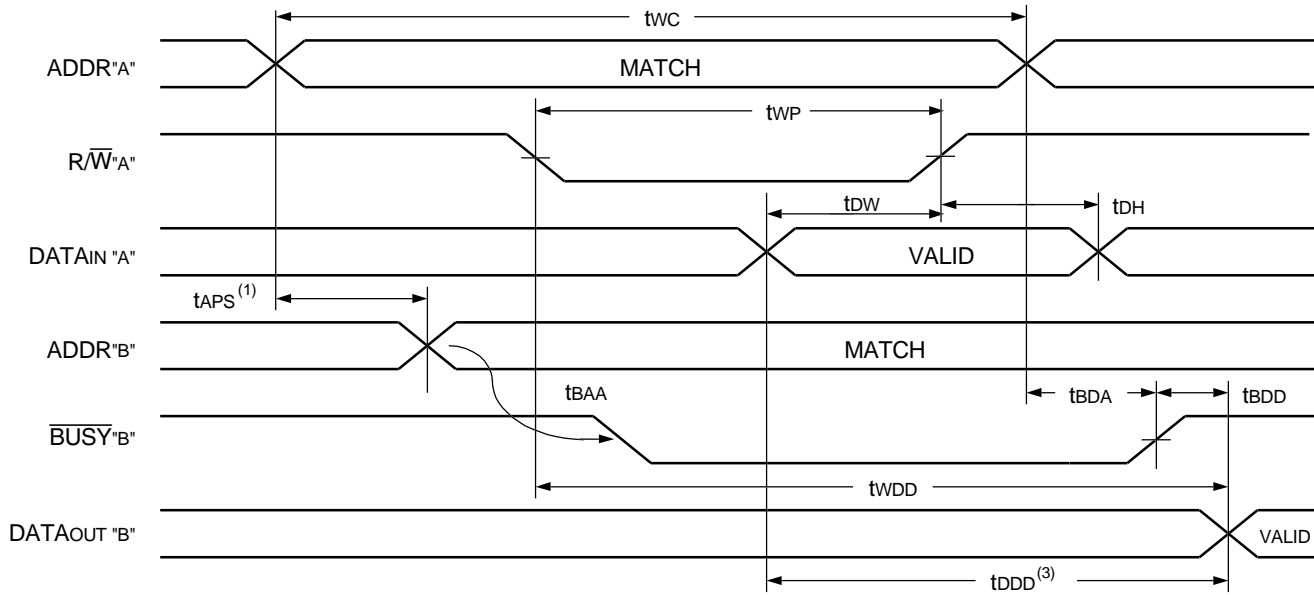 tWC
ADDR"A"
MATCH
tWP
R/W̅"A"
tDW
tDH
DATAIN "A"
VALID
tAPS(1)
ADDR"B"
MATCH
tBAA
tBDA
tBDD
B̅U̅S̅Y̅"B"
tWDD
DATAOUT "B"
VALID
tDDD(3)